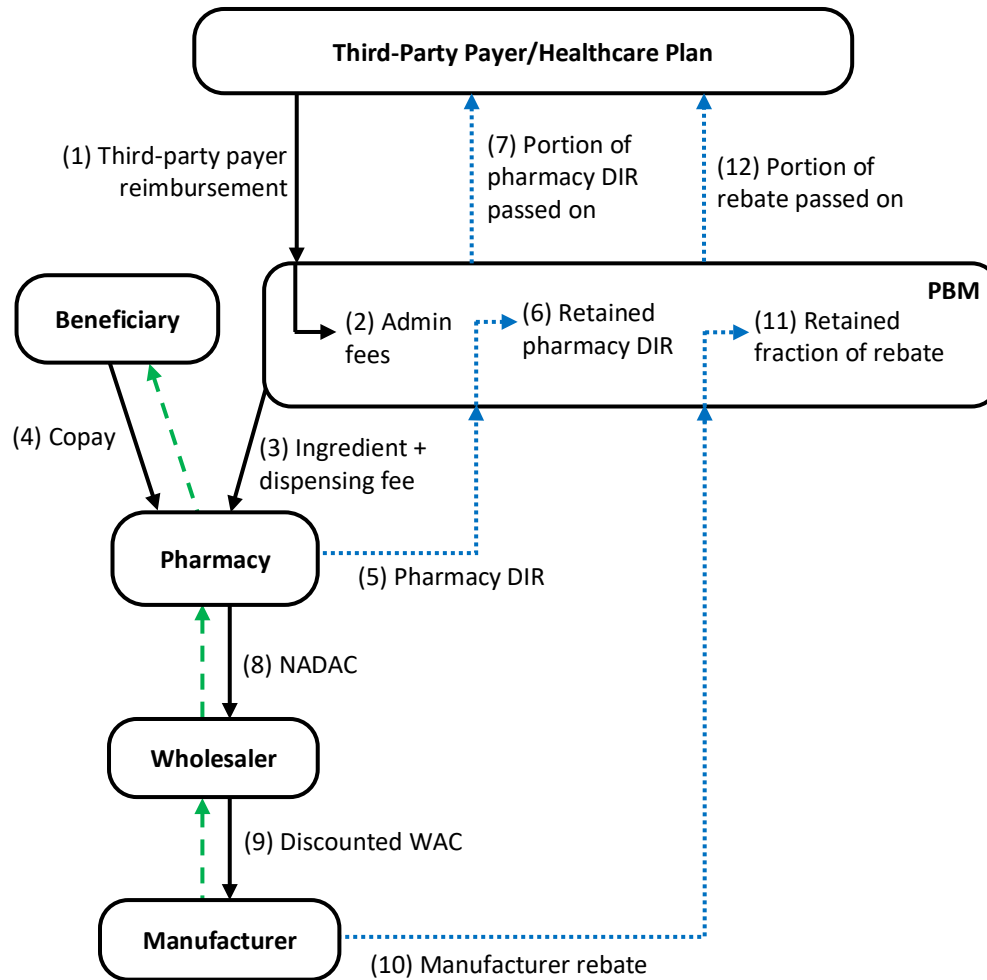 Third-Party Payer/Healthcare Plan
(1) Third-party payer
reimbursement
(7) Portion of
pharmacy DIR
passed on
(12) Portion of
rebate passed on
PBM
Beneficiary
(2) Admin
fees
(6) Retained
pharmacy DIR
(11) Retained
fraction of rebate
(4) Copay
(3) Ingredient +
dispensing fee
Pharmacy
(5) Pharmacy DIR
(8) NADAC
Wholesaler
(9) Discounted WAC
Manufacturer
(10) Manufacturer rebate